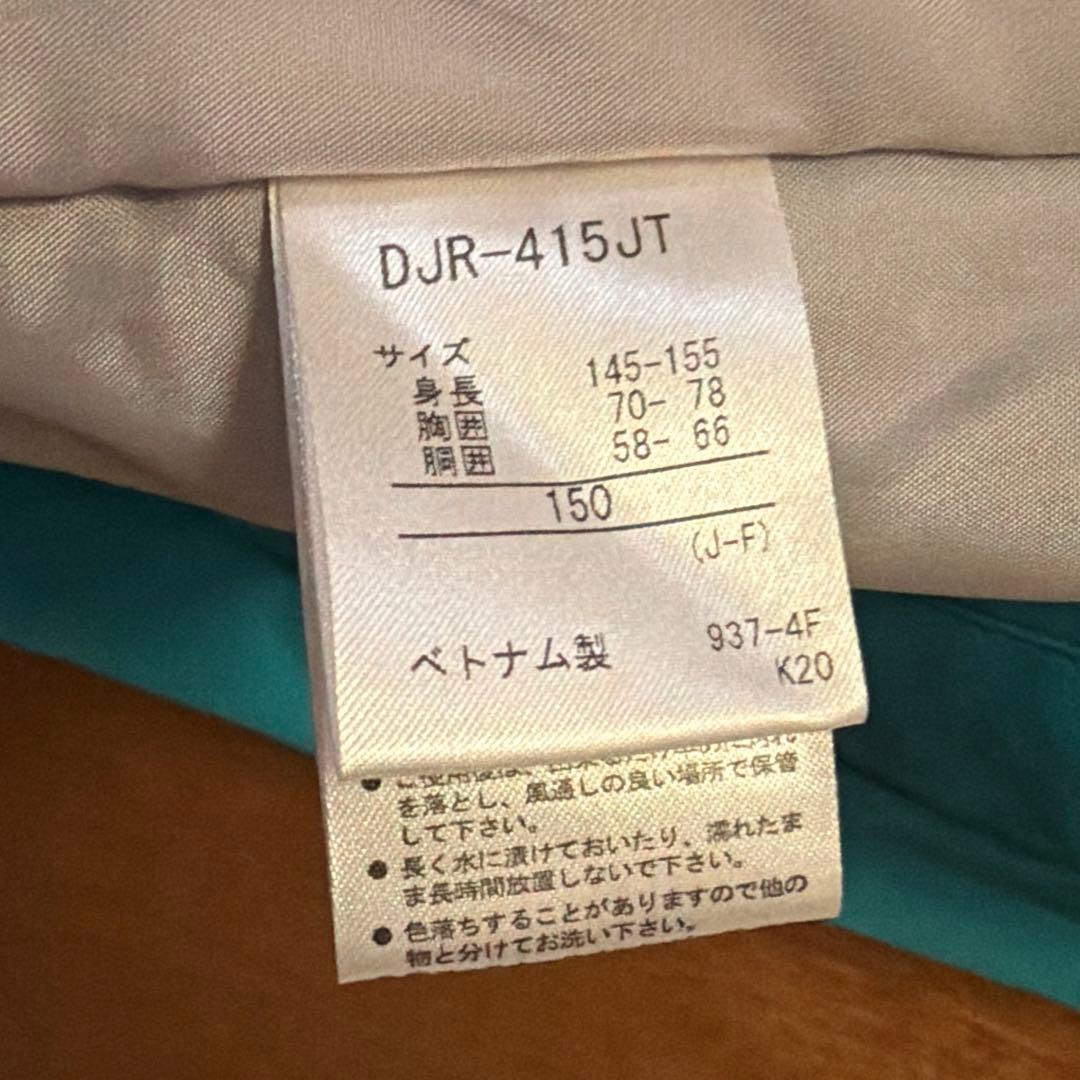 DJR-415JT
サイズ
身長 145-155
胸囲 70- 78
胴囲 58- 66
150
(J-F)
ベトナム製 937-4F
K20
を落とし、風通しの良い場所で保管
して下さい。
● 長く水に漬けておいたり、濡れたま
ま長時間放置しないで下さい。
● 色落ちすることがありますので他の
物と分けてお洗い下さい。